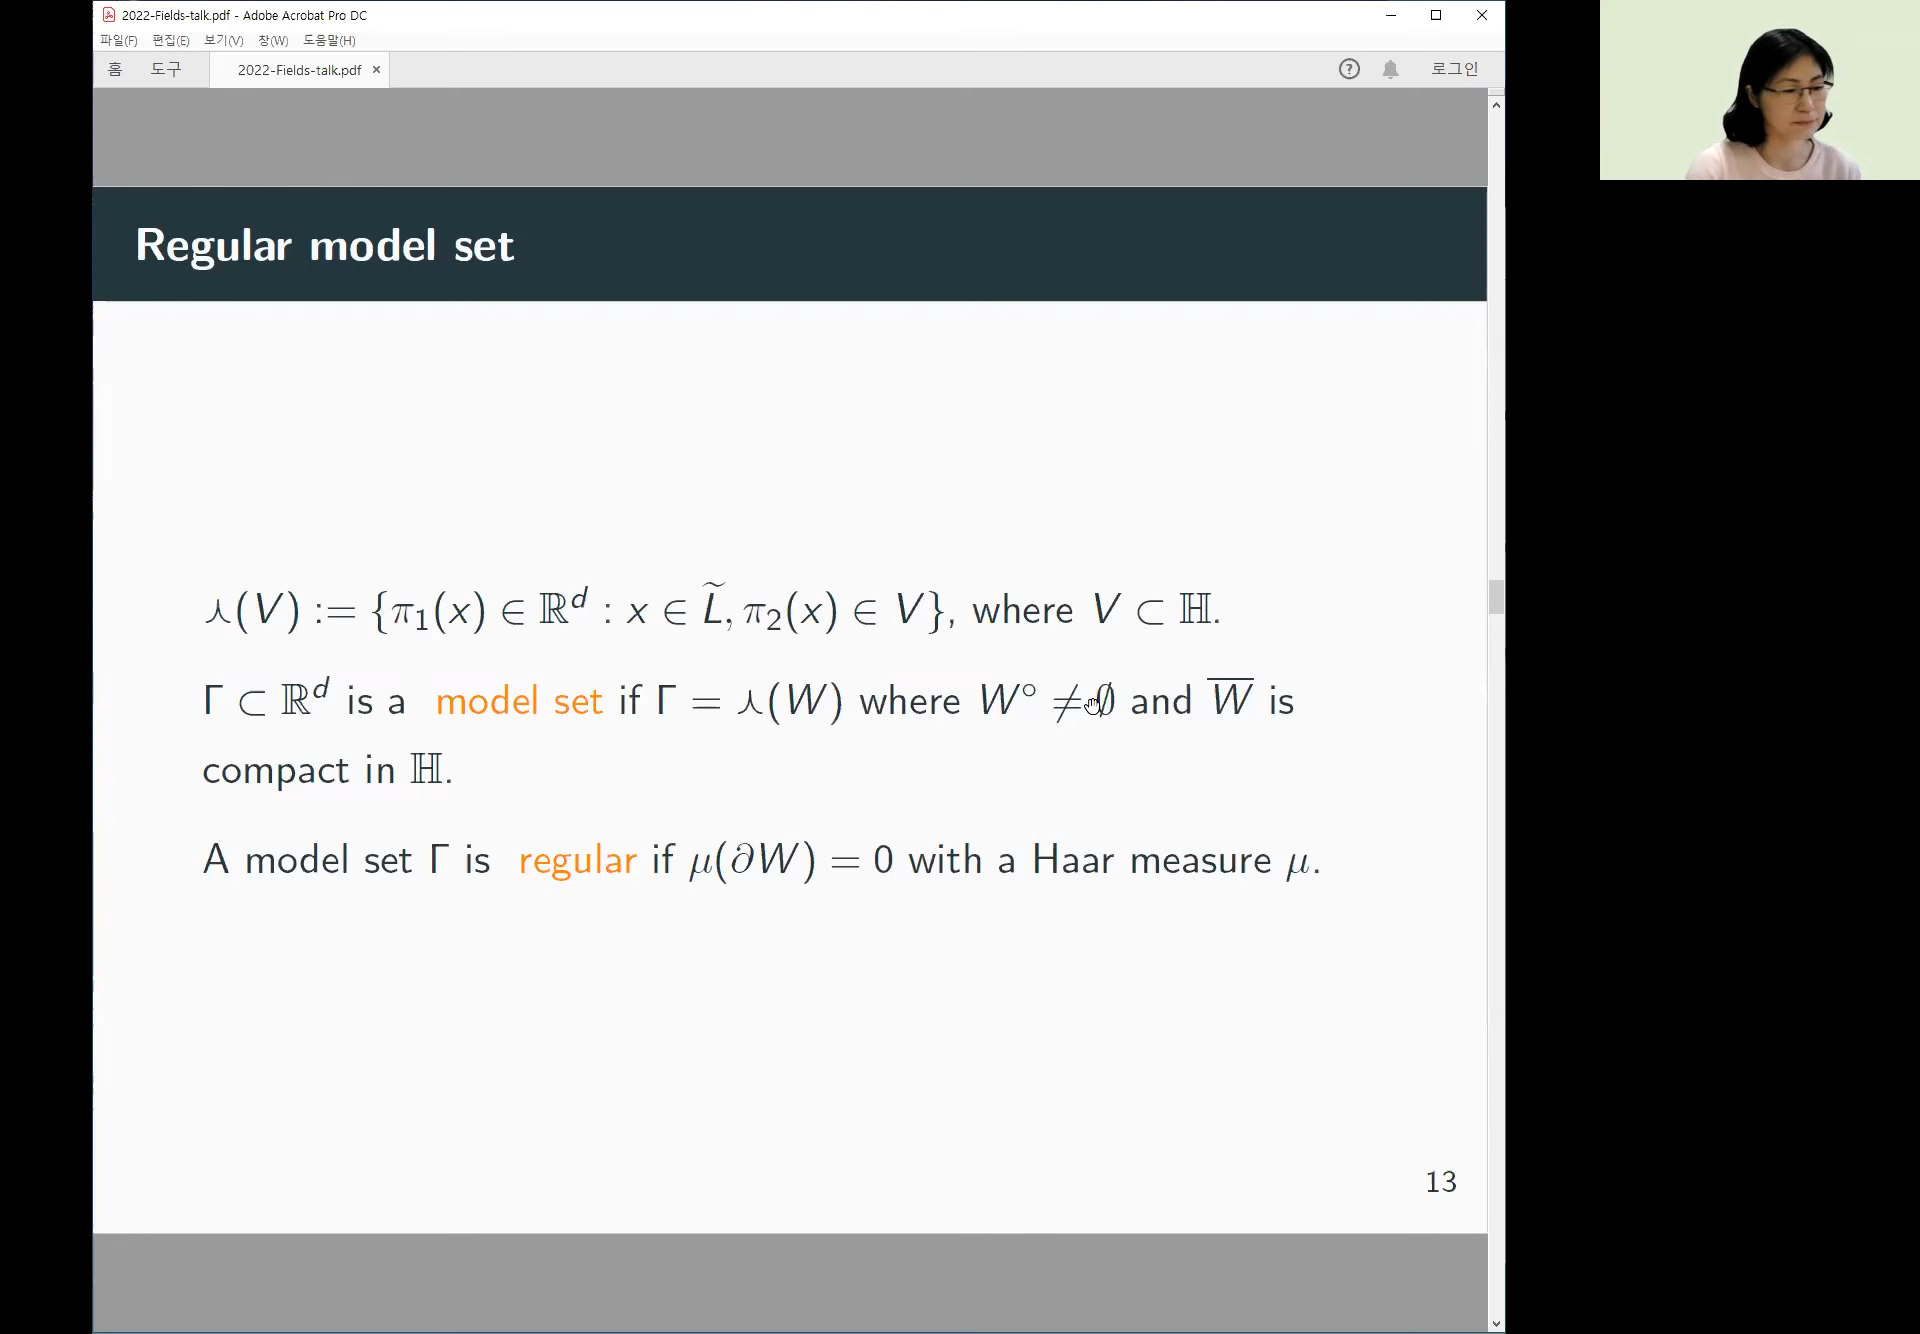 2022-Fields-talk.pdf - Adobe Acrobat Pro DC
파일(F) 편집(E) 보기(V) 창(W) 도움말(H)
홈 도구 2022-Fields-talk.pdf × 로그인
Regular model set
⋏(V) := {π₁(x) ∈ ℝᵈ : x ∈ L̃, π₂(x) ∈ V}, where V ⊂ ℍ.
Γ ⊂ ℝᵈ is a model set if Γ = ⋏(W) where W° ≠ ∅ and W̅ is
compact in ℍ.
A model set Γ is regular if μ(∂W) = 0 with a Haar measure μ.
13